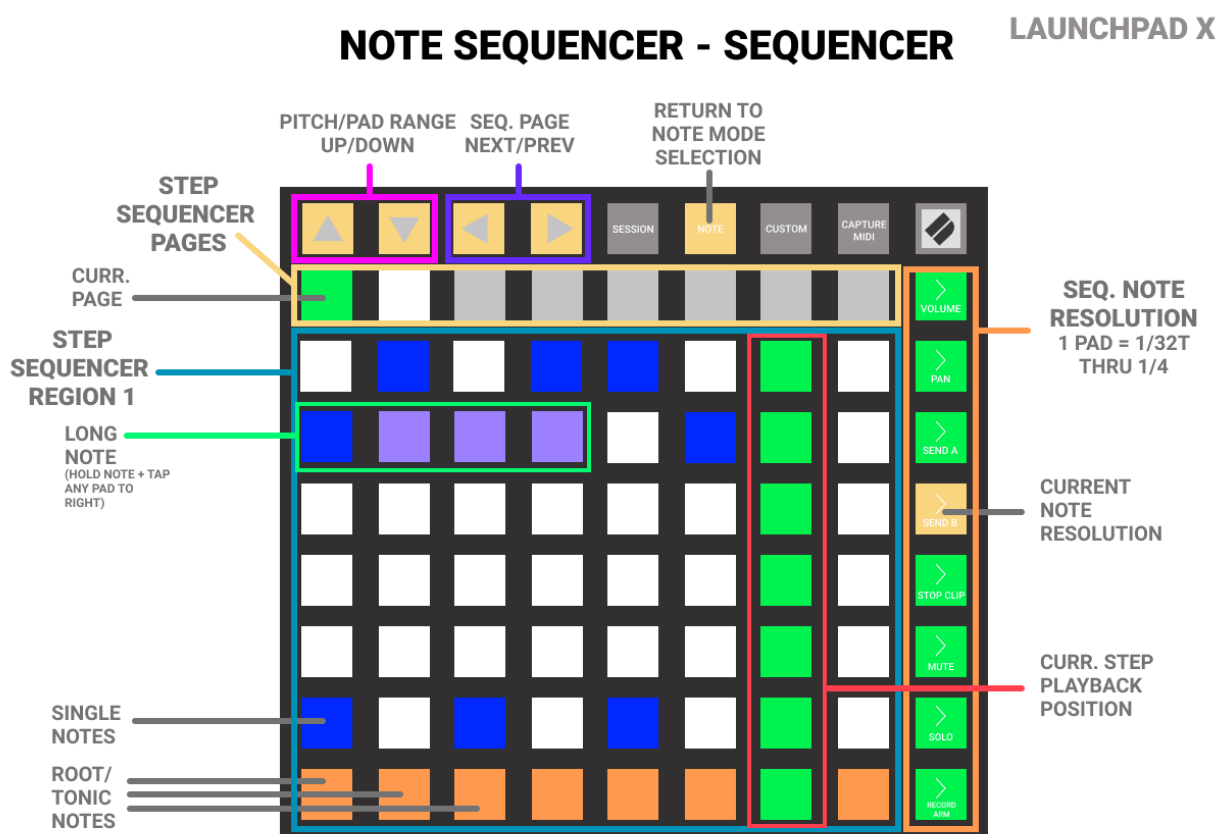 NOTE SEQUENCER - SEQUENCER
LAUNCHPAD X
PITCH/PAD RANGE
UP/DOWN
SEQ. PAGE
NEXT/PREV
RETURN TO
NOTE MODE
SELECTION
STEP
SEQUENCER
PAGES
SESSION
NOTE
CUSTOM
CAPTURE
MIDI
CURR.
PAGE
VOLUME
SEQ. NOTE
RESOLUTION
1 PAD = 1/32T
THRU 1/4
STEP
SEQUENCER
REGION 1
PAN
LONG
NOTE
(HOLD NOTE + TAP
ANY PAD TO
RIGHT)
SEND A
SEND B
CURRENT
NOTE
RESOLUTION
STOP CLIP
MUTE
CURR. STEP
PLAYBACK
POSITION
SINGLE
NOTES
SOLO
ROOT/
TONIC
NOTES
RECORD
ARM